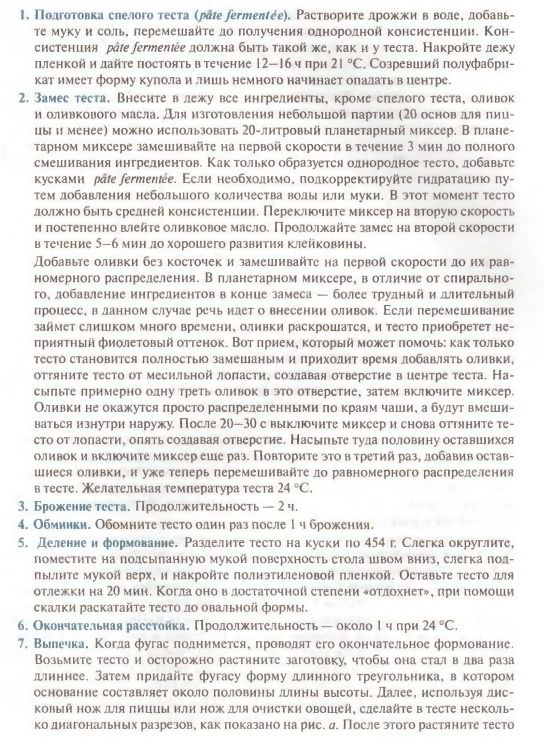 1. Подготовка спелого теста (pâte fermentée). Растворите дрожжи в воде, добавь-
те муку и соль, перемешайте до получения однородной консистенции. Кон-
систенция pâte fermentée должна быть такой же, как и у теста. Накройте дежу
пленкой и дайте постоять в течение 12–16 ч при 21 °С. Созревший полуфабри-
кат имеет форму купола и лишь немного начинает опадать в центре.
2. Замес теста. Внесите в дежу все ингредиенты, кроме спелого теста, оливок
и оливкового масла. Для изготовления небольшой партии (20 основ для пиц-
цы и менее) можно использовать 20-литровый планетарный миксер. В плане-
тарном миксере замешивайте на первой скорости в течение 3 мин до полного
смешивания ингредиентов. Как только образуется однородное тесто, добавьте
кусками pâte fermentée. Если необходимо, подкорректируйте гидратацию пу-
тем добавления небольшого количества воды или муки. В этот момент тесто
должно быть средней консистенции. Переключите миксер на вторую скорость
и постепенно влейте оливковое масло. Продолжайте замес на второй скорости
в течение 5–6 мин до хорошего развития клейковины.
Добавьте оливки без косточек и замешивайте на первой скорости до их рав-
номерного распределения. В планетарном миксере, в отличие от спирально-
го, добавление ингредиентов в конце замеса — более трудный и длительный
процесс, в данном случае речь идет о внесении оливок. Если перемешивание
займет слишком много времени, оливки раскрошатся, и тесто приобретет не-
приятный фиолетовый оттенок. Вот прием, который может помочь: как только
тесто становится полностью замешаным и приходит время добавлять оливки,
оттяните тесто от месильной лопасти, создавая отверстие в центре теста. На-
сыпьте примерно одну треть оливок в это отверстие, затем включите миксер.
Оливки не окажутся просто распределенными по краям чаши, а будут вмеши-
ваться изнутри наружу. После 20–30 с выключите миксер и снова оттяните те-
сто от лопасти, опять создавая отверстие. Насыпьте туда половину оставшихся
оливок и включите миксер еще раз. Повторите это в третий раз, добавив остав-
шиеся оливки, и уже теперь перемешивайте до равномерного распределения
в тесте. Желательная температура теста 24 °С.
3. Брожение теста. Продолжительность — 2 ч.
4. Обминки. Обомните тесто один раз после 1 ч брожения.
5. Деление и формование. Разделите тесто на куски по 454 г. Слегка округлите,
поместите на подсыпанную мукой поверхность стола швом вниз, слегка под-
пылите мукой верх, и накройте полиэтиленовой пленкой. Оставьте тесто для
отлежки на 20 мин. Когда оно в достаточной степени «отдохнет», при помощи
скалки раскатайте тесто до овальной формы.
6. Окончательная расстойка. Продолжительность — около 1 ч при 24 °С.
7. Выпечка. Когда фугас поднимется, проводят его окончательное формование.
Возьмите тесто и осторожно растяните заготовку, чтобы она стал в два раза
длиннее. Затем придайте фугасу форму длинного треугольника, в котором
основание составляет около половины длины высоты. Далее, используя дис-
ковый нож для пиццы или нож для очистки овощей, сделайте в тесте несколь-
ко диагональных разрезов, как показано на рис. а. После этого растяните тесто